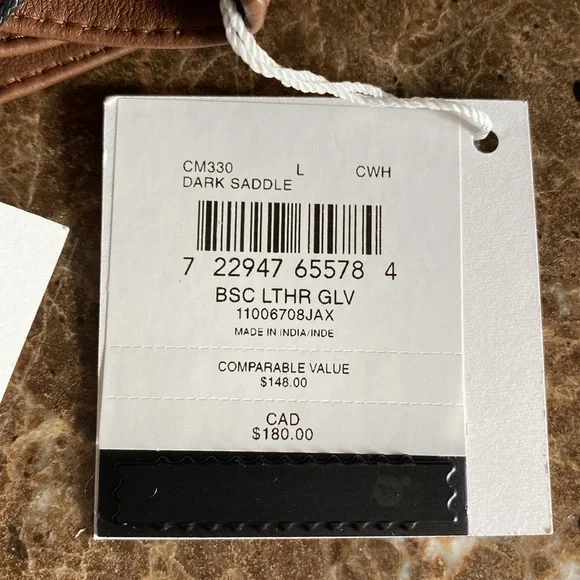 CM330 L CWH
DARK SADDLE
7 22947 65578 4
BSC LTHR GLV
11006708JAX
MADE IN INDIA/INDE
COMPARABLE VALUE
$148.00
CAD
$180.00